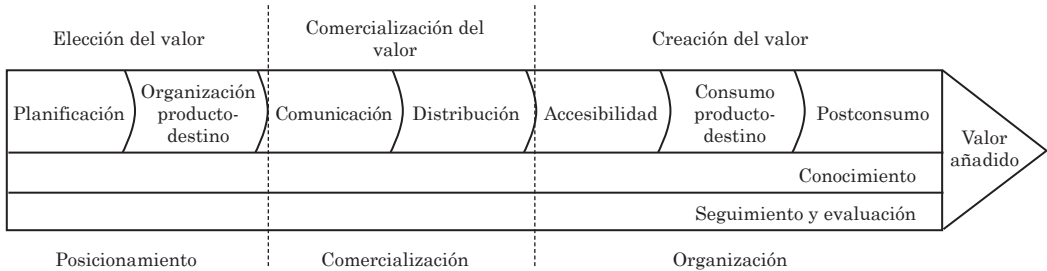 Elección del valor
Comercialización del
valor
Creación del valor
Planificación
Organización
producto-
destino
Comunicación
Distribución
Accesibilidad
Consumo
producto-
destino
Postconsumo
Valor
añadido
Conocimiento
Seguimiento y evaluación
Posicionamiento
Comercialización
Organización